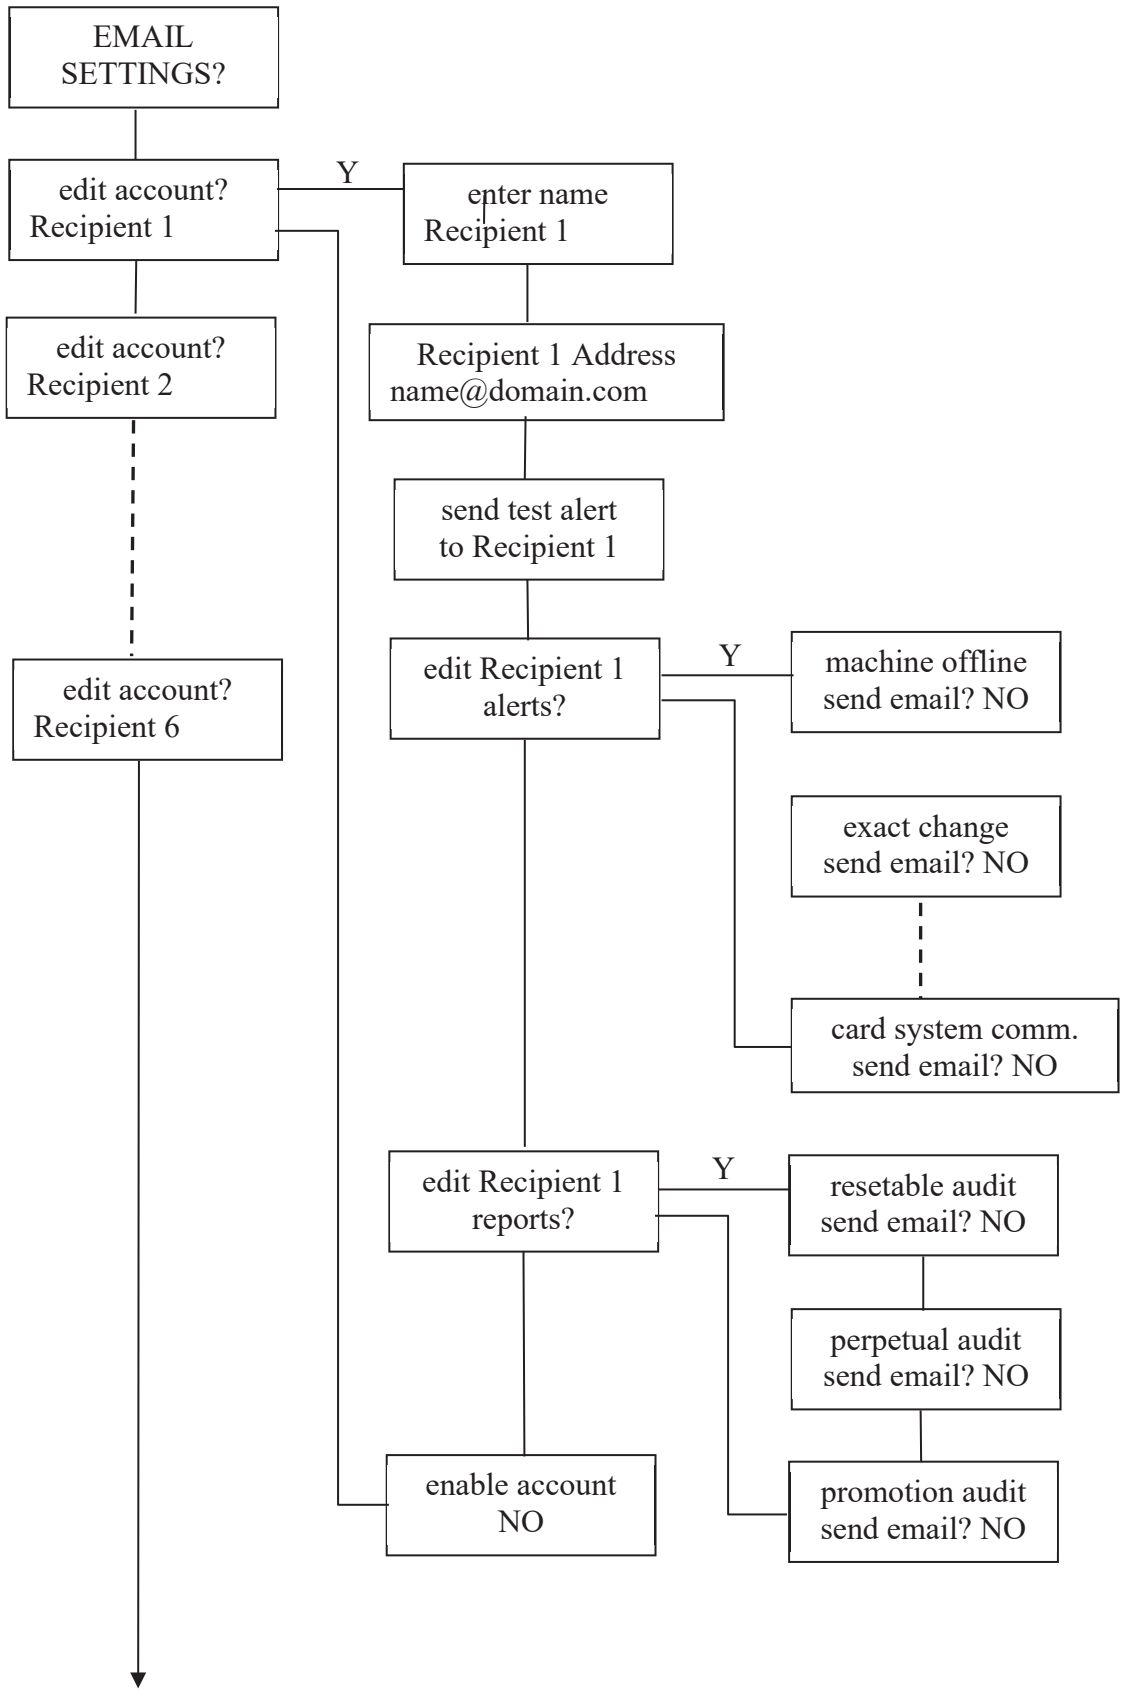 EMAIL
SETTINGS?
edit account?
Recipient 1
Y
enter name
Recipient 1
edit account?
Recipient 2
Recipient 1 Address
name@domain.com
send test alert
to Recipient 1
edit account?
Recipient 6
edit Recipient 1
alerts?
Y
machine offline
send email? NO
exact change
send email? NO
card system comm.
send email? NO
edit Recipient 1
reports?
Y
resetable audit
send email? NO
perpetual audit
send email? NO
enable account
NO
promotion audit
send email? NO